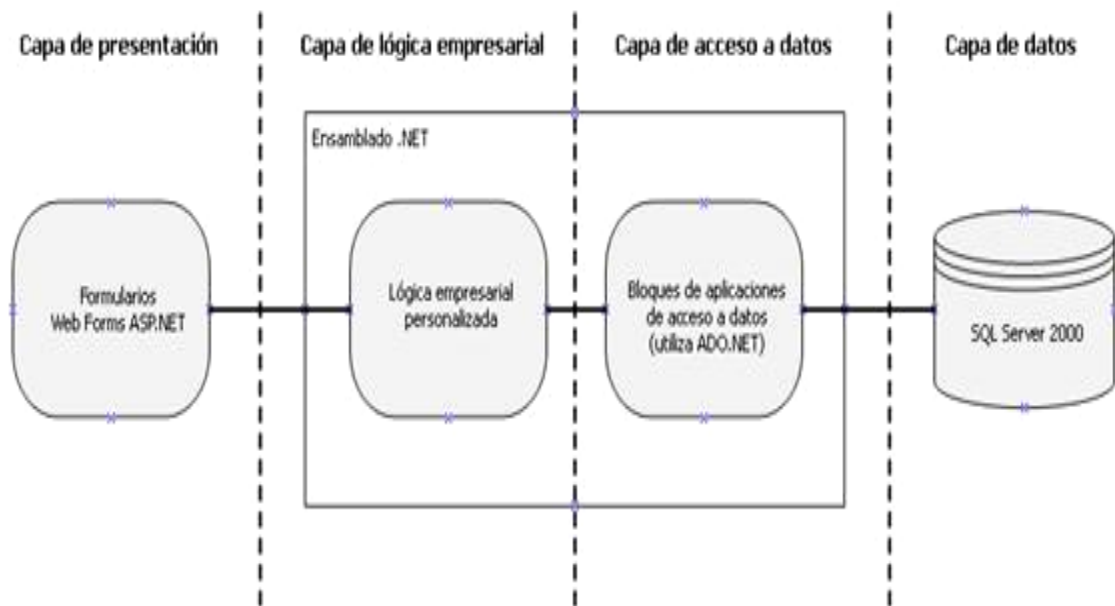 Capa de presentación
Capa de lógica empresarial
Capa de acceso a datos
Capa de datos
Ensamblado .NET
Formularios
Web Forms ASP.NET
Lógica empresarial
personalizada
Bloques de aplicaciones
de acceso a datos
(utiliza ADO.NET)
SQL Server 2000